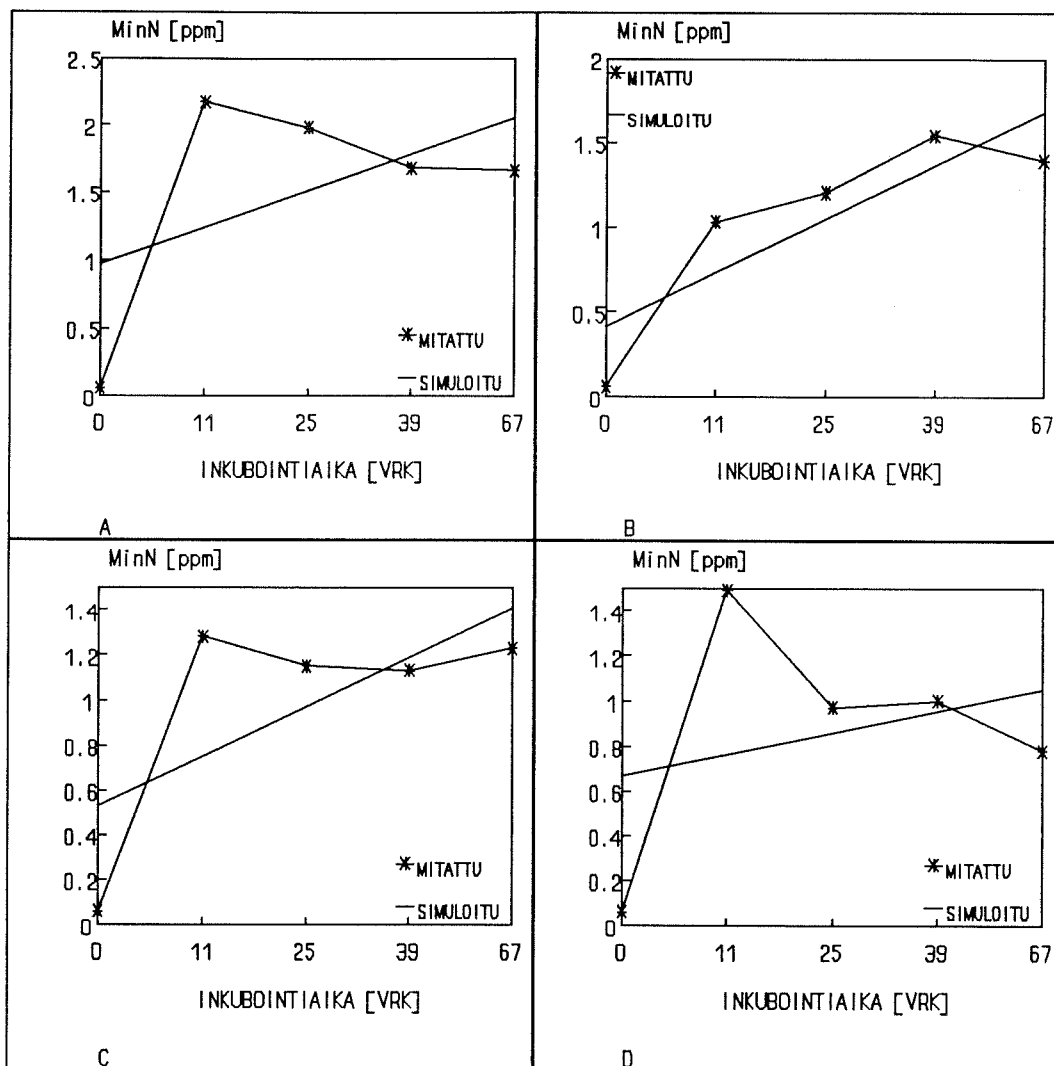 MinN [ppm]
2.5
2
1.5
1
0.5
0
MITATTU
SIMULOITU
0 11 25 39 67
INKUBOINTIAIKA [VRK]
A
MinN [ppm]
2
1.5
1
0.5
0
MITATTU
SIMULOITU
0 11 25 39 67
INKUBOINTIAIKA [VRK]
B
MinN [ppm]
1.4
1.2
1
0.8
0.6
0.4
0.2
0
MITATTU
SIMULOITU
0 11 25 39 67
INKUBOINTIAIKA [VRK]
C
MinN [ppm]
1.4
1.2
1
0.8
0.6
0.4
0.2
0
MITATTU
SIMULOITU
0 11 25 39 67
INKUBOINTIAIKA [VRK]
D